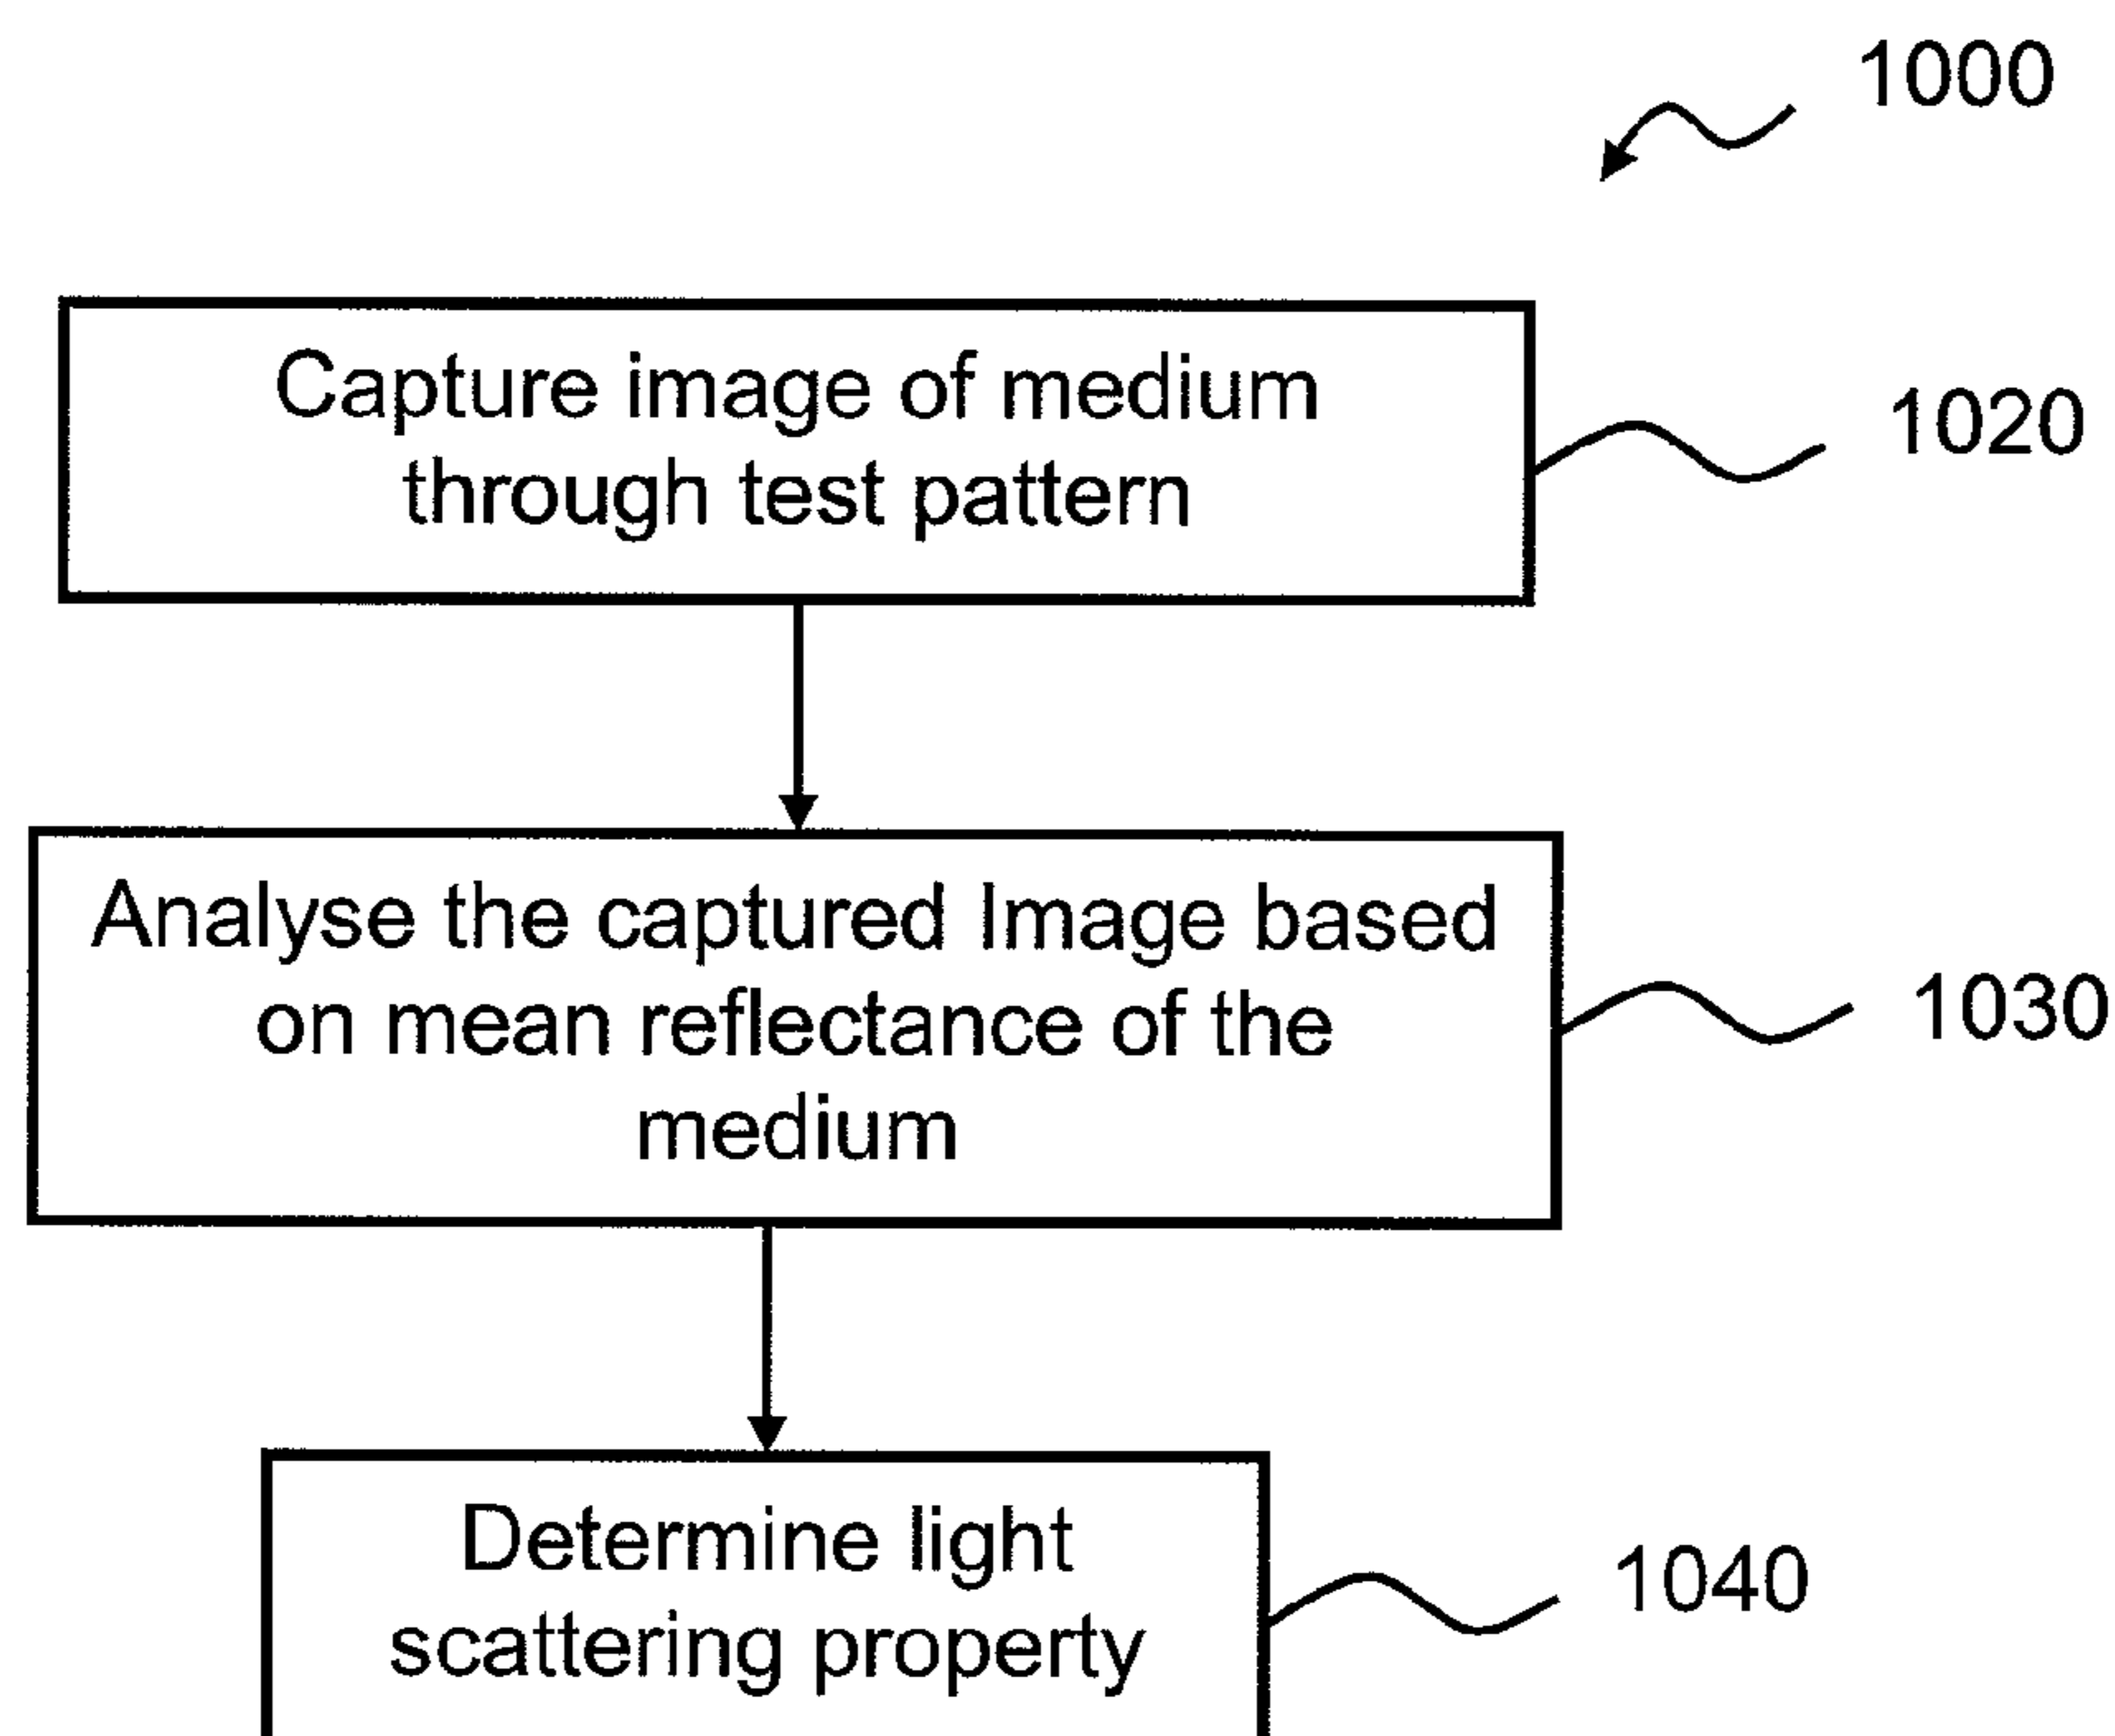 1000
Capture image of medium
through test pattern
1020
Analyse the captured Image based
on mean reflectance of the
medium
1030
Determine light
scattering property
1040